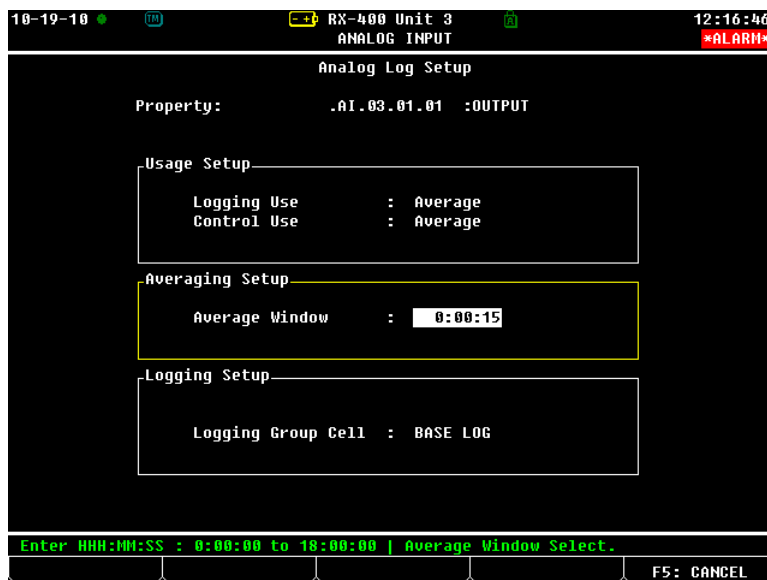 10-19-10 TM - + RX-400 Unit 3 A 12:16:46
ANALOG INPUT *ALARM*
Analog Log Setup
Property: .AI.03.01.01 :OUTPUT
Usage Setup
Logging Use : Average
Control Use : Average
Averaging Setup
Average Window : 0:00:15
Logging Setup
Logging Group Cell : BASE LOG
Enter HHH:MM:SS : 0:00:00 to 18:00:00 | Average Window Select.
F5: CANCEL